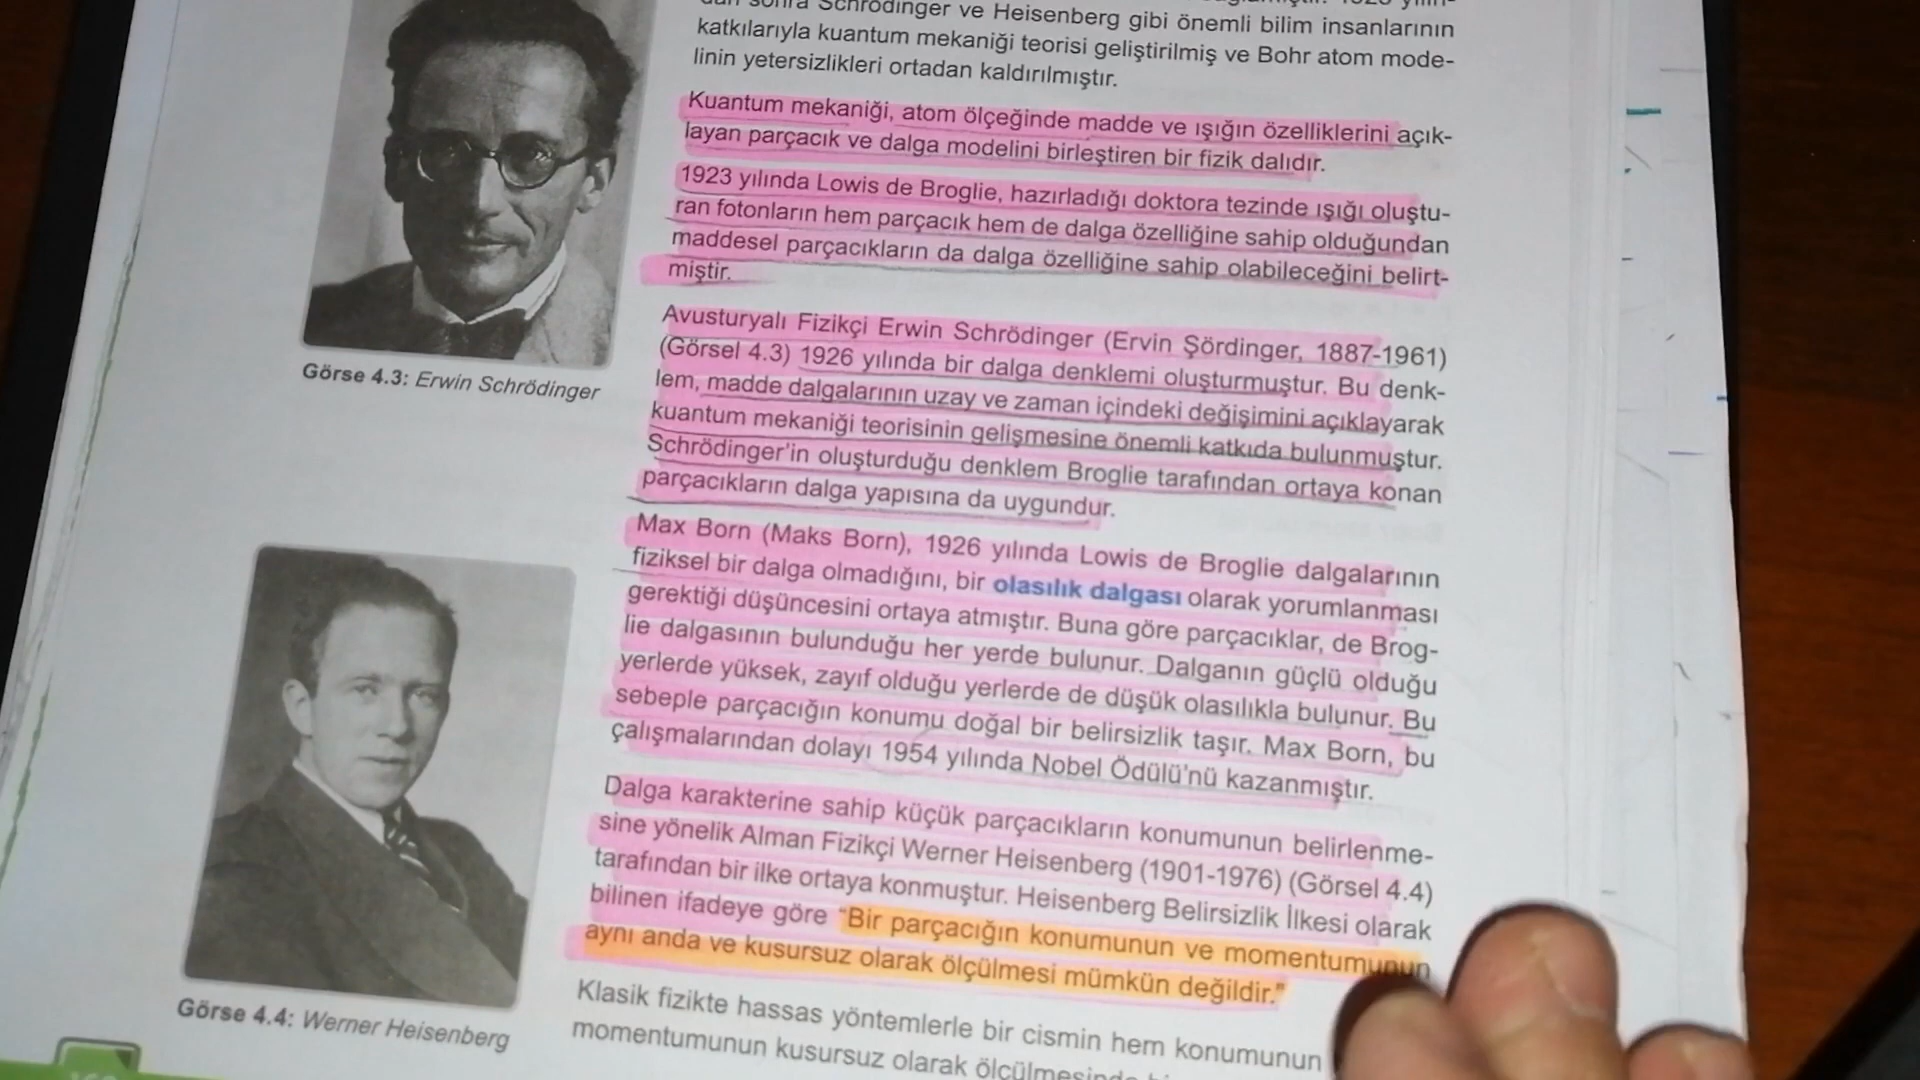 sonra Schrödinger ve Heisenberg gibi önemli bilim insanlarının
katkılarıyla kuantum mekaniği teorisi geliştirilmiş ve Bohr atom mode-
linin yetersizlikleri ortadan kaldırılmıştır.
Kuantum mekaniği, atom ölçeğinde madde ve ışığın özelliklerini açık-
layan parçacık ve dalga modelini birleştiren bir fizik dalıdır.
1923 yılında Lowis de Broglie, hazırladığı doktora tezinde ışığı oluştu-
ran fotonların hem parçacık hem de dalga özelliğine sahip olduğundan
maddesel parçacıkların da dalga özelliğine sahip olabileceğini belirt-
miştir.
Avusturyalı Fizikçi Erwin Schrödinger (Ervin Şördinger, 1887-1961)
(Görsel 4.3) 1926 yılında bir dalga denklemi oluşturmuştur. Bu denk-
lem, madde dalgalarının uzay ve zaman içindeki değişimini açıklayarak
kuantum mekaniği teorisinin gelişmesine önemli katkıda bulunmuştur.
Schrödinger'in oluşturduğu denklem Broglie tarafından ortaya konan
parçacıkların dalga yapısına da uygundur.
Görse 4.3: Erwin Schrödinger
Max Born (Maks Born), 1926 yılında Lowis de Broglie dalgalarının
fiziksel bir dalga olmadığını, bir olasılık dalgası olarak yorumlanması
gerektiği düşüncesini ortaya atmıştır. Buna göre parçacıklar, de Brog-
lie dalgasının bulunduğu her yerde bulunur. Dalganın güçlü olduğu
yerlerde yüksek, zayıf olduğu yerlerde de düşük olasılıkla bulunur. Bu
sebeple parçacığın konumu doğal bir belirsizlik taşır. Max Born, bu
çalışmalarından dolayı 1954 yılında Nobel Ödülü'nü kazanmıştır.
Dalga karakterine sahip küçük parçacıkların konumunun belirlenme-
sine yönelik Alman Fizikçi Werner Heisenberg (1901-1976) (Görsel 4.4)
tarafından bir ilke ortaya konmuştur. Heisenberg Belirsizlik İlkesi olarak
bilinen ifadeye göre "Bir parçacığın konumunun ve momentumunun
aynı anda ve kusursuz olarak ölçülmesi mümkün değildir."
Görse 4.4: Werner Heisenberg
Klasik fizikte hassas yöntemlerle bir cismin hem konumunun
momentumunun kusursuz olarak ölçülmesinde